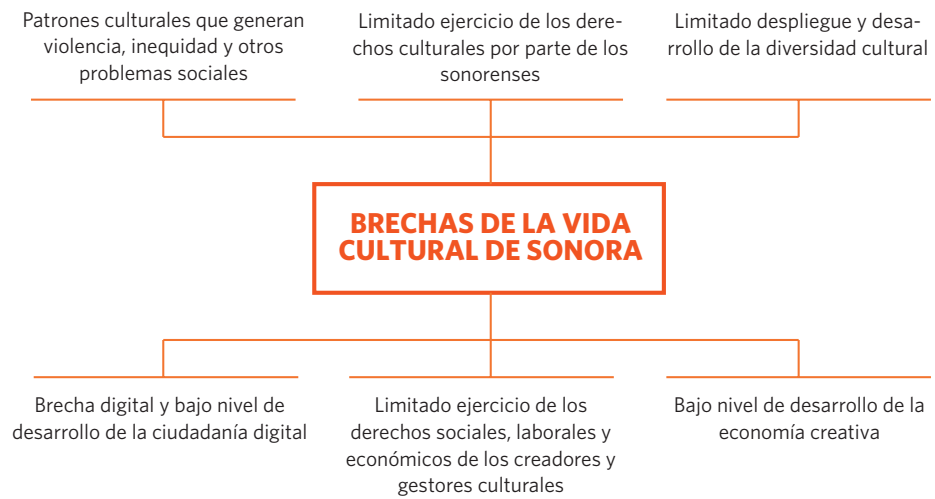 Patrones culturales que generan
violencia, inequidad y otros
problemas sociales
Limitado ejercicio de los dere-
chos culturales por parte de los
sonorenses
Limitado despliegue y desa-
rrollo de la diversidad cultural
BRECHAS DE LA VIDA
CULTURAL DE SONORA
Brecha digital y bajo nivel de
desarrollo de la ciudadanía digital
Limitado ejercicio de los
derechos sociales, laborales y
económicos de los creadores y
gestores culturales
Bajo nivel de desarrollo de la
economía creativa